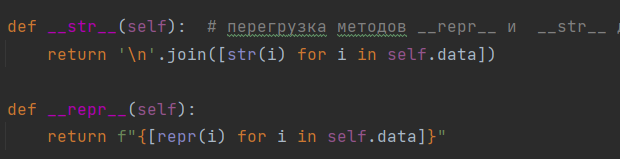 def __str__(self):  # перегрузка методов __repr__ и  __str__
    return '\n'.join([str(i) for i in self.data])
def __repr__(self):
    return f"{[repr(i) for i in self.data]}"